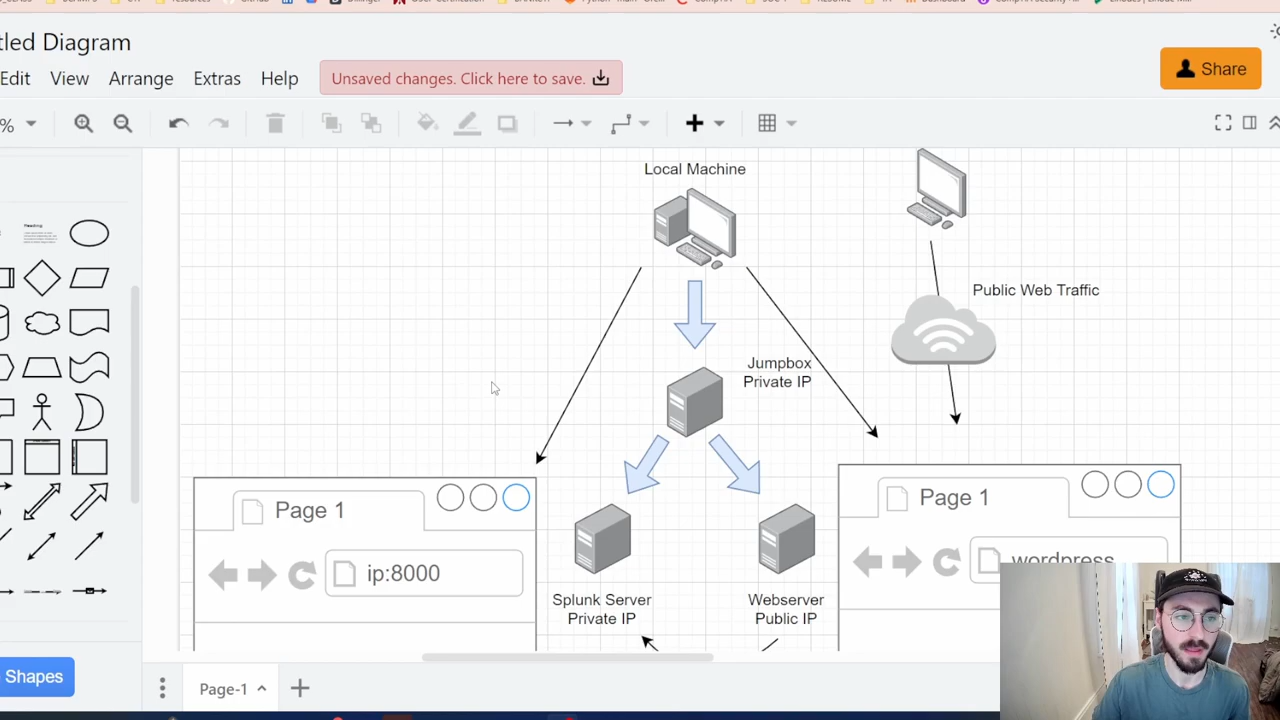 tled Diagram
Edit View Arrange Extras Help
Unsaved changes. Click here to save.
Share
%
Local Machine
Public Web Traffic
Jumpbox
Private IP
Page 1
ip:8000
Page 1
wordpress
Splunk Server
Private IP
Webserver
Public IP
Shapes
Page-1